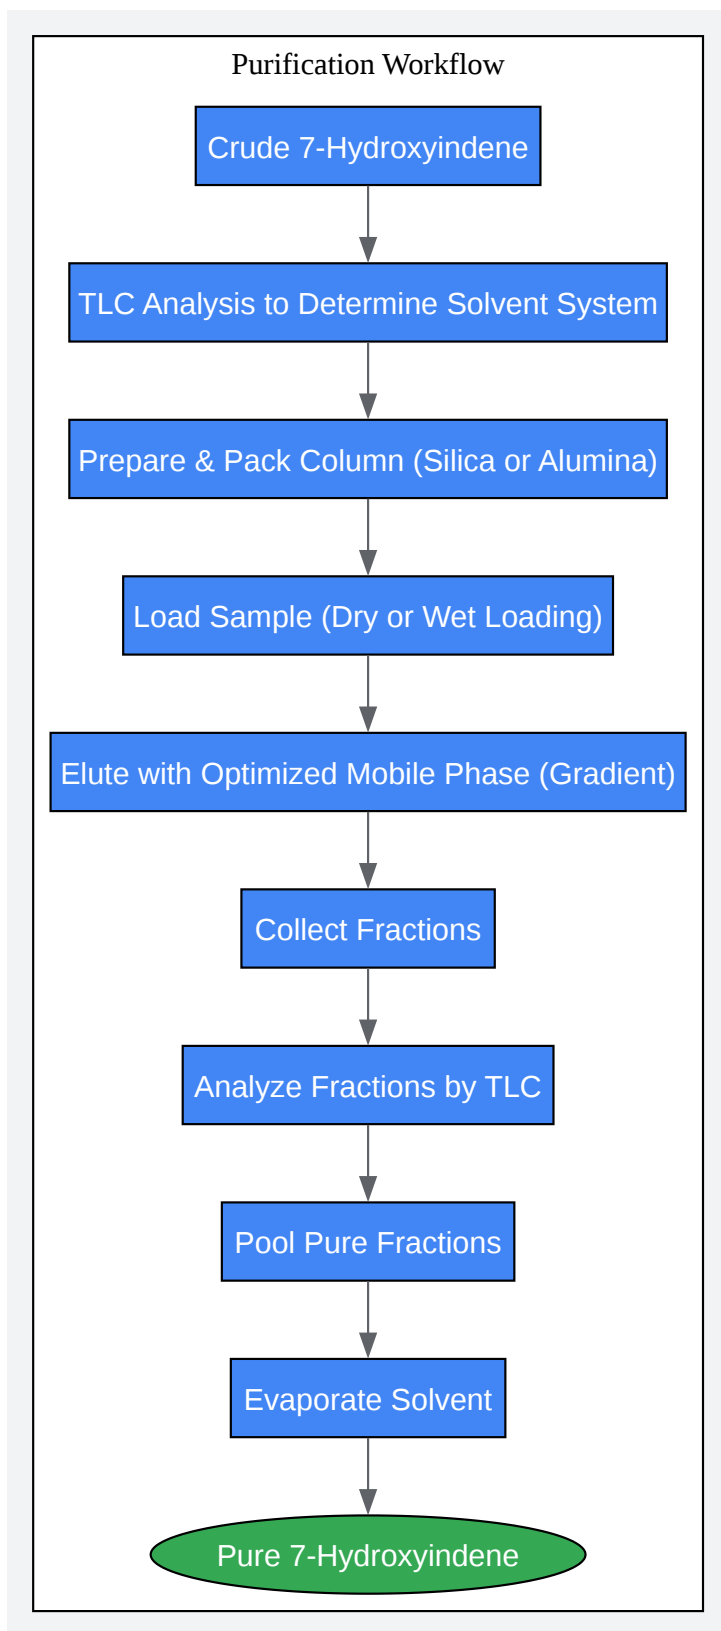 Purification Workflow
Crude 7-Hydroxyindene
TLC Analysis to Determine Solvent System
Prepare & Pack Column (Silica or Alumina)
Load Sample (Dry or Wet Loading)
Elute with Optimized Mobile Phase (Gradient)
Collect Fractions
Analyze Fractions by TLC
Pool Pure Fractions
Evaporate Solvent
Pure 7-Hydroxyindene